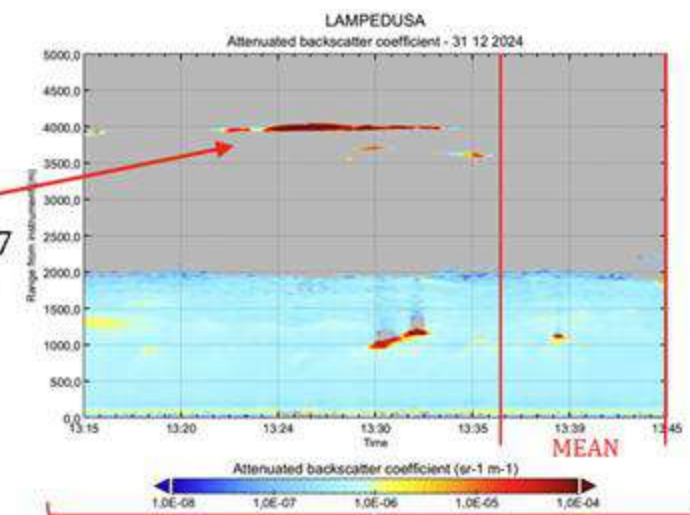 LAMPEDUSA
Attenuated backscatter coefficient - 31 12 2024
5000,0
4500,0
4000,0
3500,0
3000,0
2500,0
2000,0
1500,0
1000,0
500,0
0,0
Range from instrument (m)
7
13:15 13:20 13:24 13:30 13:35 13:39 13:45
Time
MEAN
Attenuated backscatter coefficient (sr-1 m-1)
1,0E-08 1,0E-07 1,0E-06 1,0E-05 1,0E-04